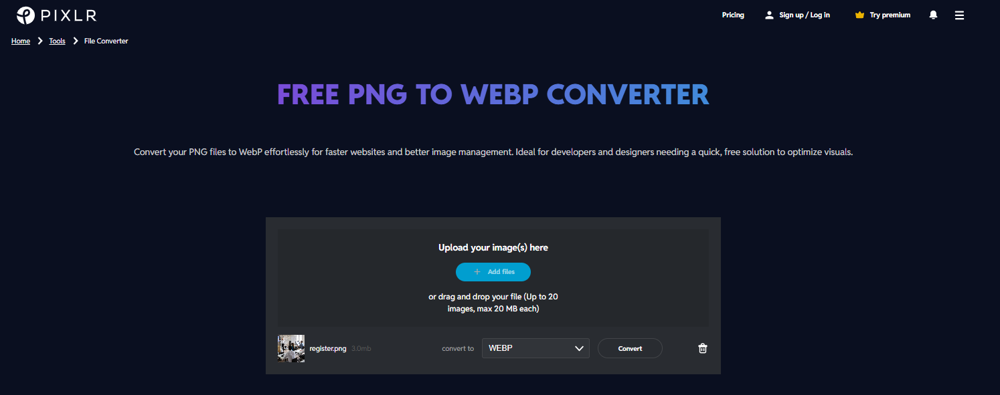 PIXLR
Pricing
Sign up / Log in
Try premium
Home
Tools
File Converter
FREE PNG TO WEBP CONVERTER
Convert your PNG files to WebP effortlessly for faster websites and better image management. Ideal for developers and designers needing a quick, free solution to optimize visuals.
Upload your image(s) here
+ Add files
or drag and drop your file (Up to 20
images, max 20 MB each)
register.png 3.0mb
convert to
WEBP
Convert